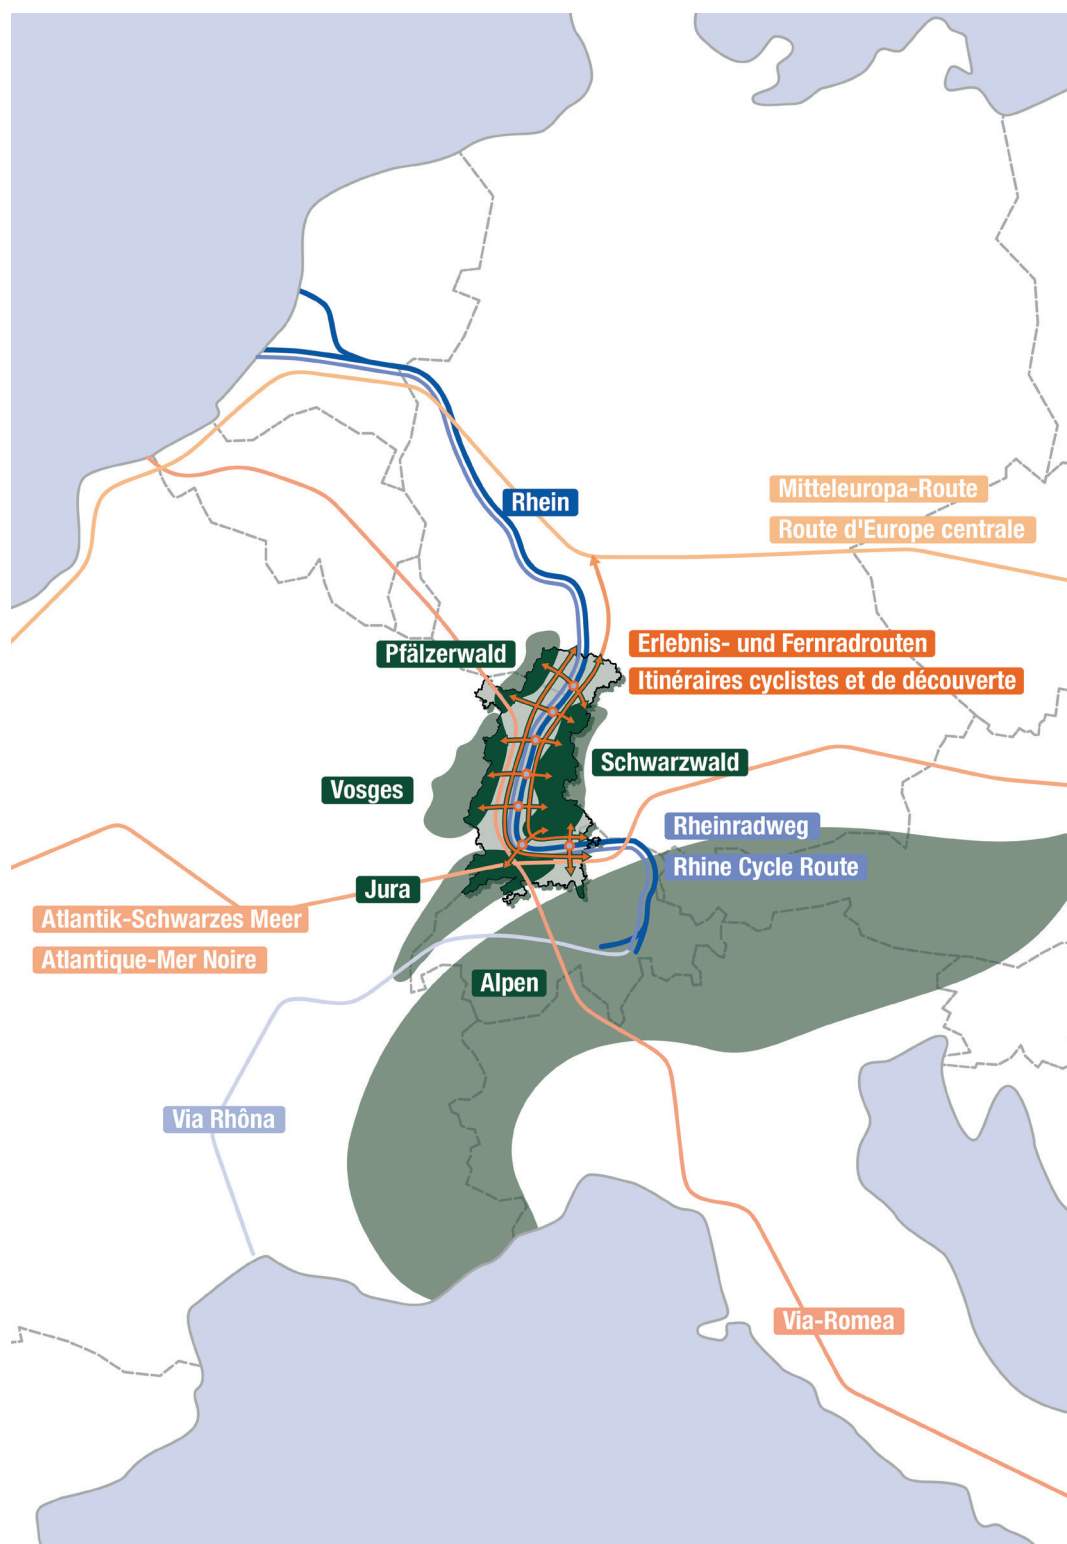 Mitteleuropa-Route
Route d'Europe centrale
Rhein
Erlebnis- und Fernradrouten
Itinéraires cyclistes et de découverte
Pfälzerwald
Schwarzwald
Vosges
Rheinradweg
Rhine Cycle Route
Jura
Atlantik-Schwarzes Meer
Atlantique-Mer Noire
Alpen
Via Rhôna
Via-Romea